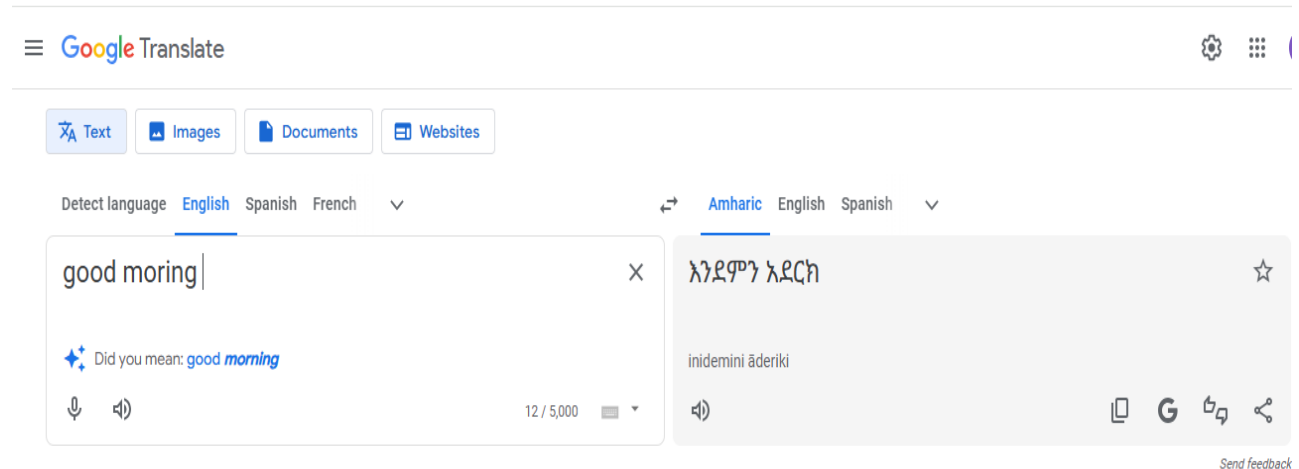 Google Translate
Text Images Documents Websites
Detect language English Spanish French Amharic English Spanish
good moring
እንደምን አደርክ
Did you mean: good morning
inidemini āderiki
12 / 5,000
Send feedback